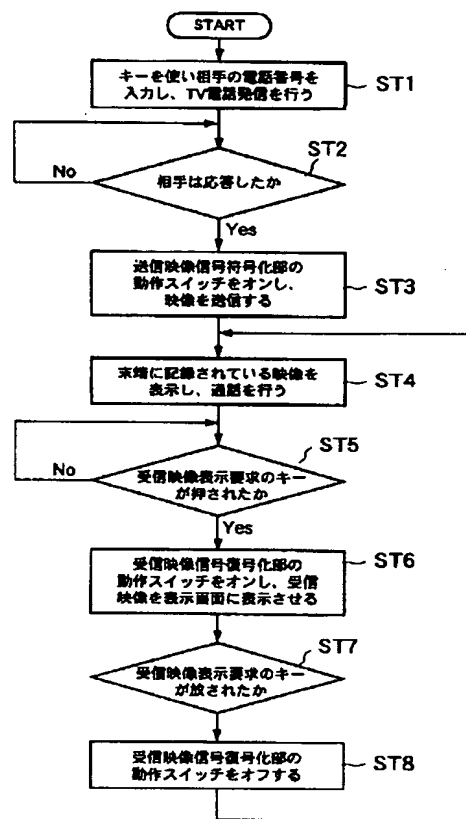 START
キーを使い相手の電話番号を
入力し、TV電話発信を行う
ST1
ST2
No
相手は応答したか
Yes
送信映像信号符号化部の
動作スイッチをオンし、
映像を送信する
ST3
末端に記録されている映像を
表示し、通話を行う
ST4
ST5
No
受信映像表示要求のキー
が押されたか
Yes
受信映像信号復号化部の
動作スイッチをオンし、受信
映像を表示画面に表示させる
ST6
ST7
受信映像表示要求のキー
が放されたか
受信映像信号復号化部の
動作スイッチをオフする
ST8